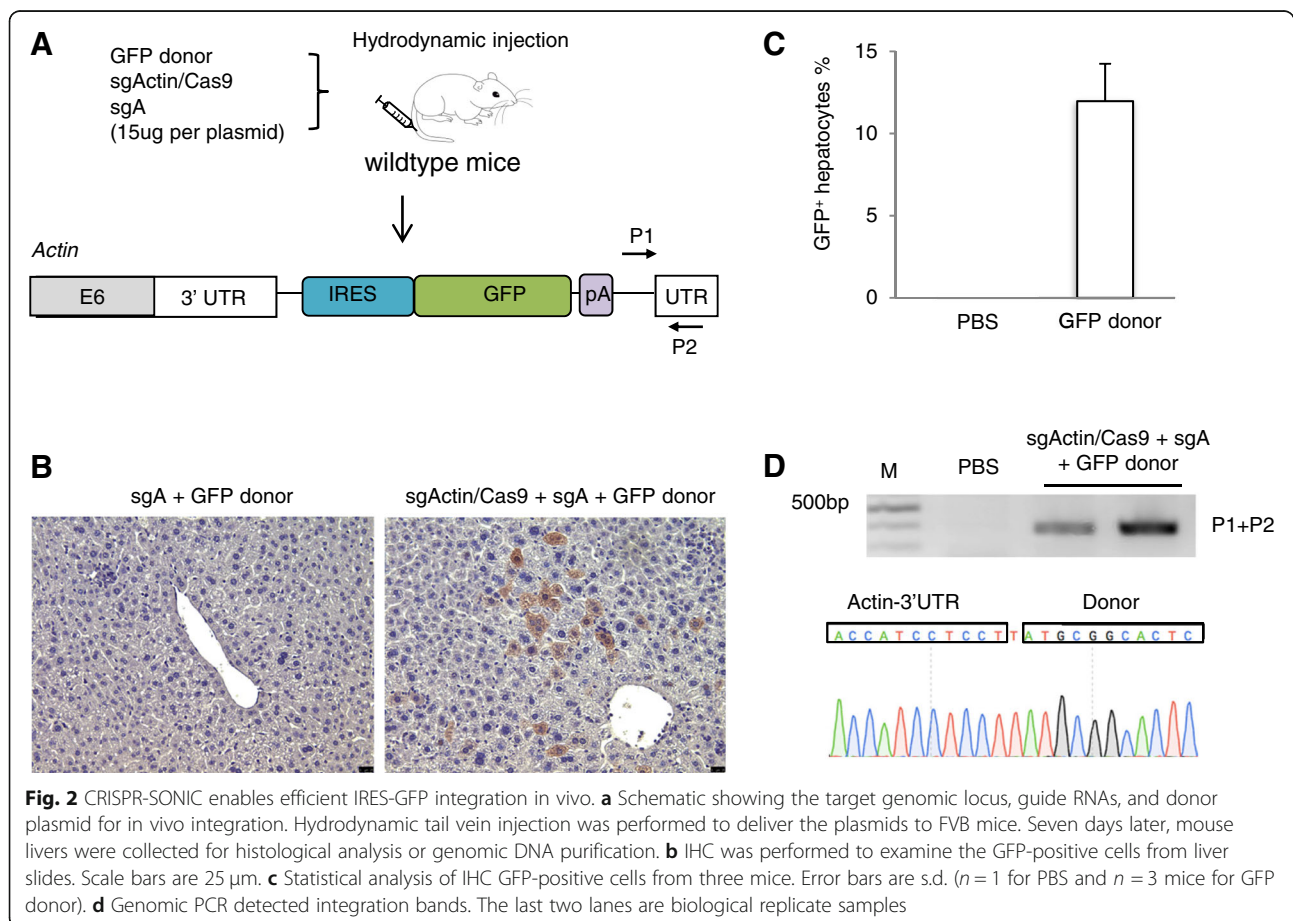 A
GFP donor
sgActin/Cas9
sgA
(15ug per plasmid)
Hydrodynamic injection
wildtype mice
Actin
P1
E6 3' UTR IRES GFP pA UTR
P2
C
15
10
5
0
GFP+ hepatocytes %
PBS GFP donor
B
sgA + GFP donor
sgActin/Cas9 + sgA + GFP donor
D
sgActin/Cas9 + sgA
+ GFP donor
M PBS
500bp
P1+P2
Actin-3'UTR Donor
ACCATCCTCCTTATGCGGCACTC
Fig. 2 CRISPR-SONIC enables efficient IRES-GFP integration in vivo. a Schematic showing the target genomic locus, guide RNAs, and donor
plasmid for in vivo integration. Hydrodynamic tail vein injection was performed to deliver the plasmids to FVB mice. Seven days later, mouse
livers were collected for histological analysis or genomic DNA purification. b IHC was performed to examine the GFP-positive cells from liver
slides. Scale bars are 25 μm. c Statistical analysis of IHC GFP-positive cells from three mice. Error bars are s.d. (n = 1 for PBS and n = 3 mice for GFP
donor). d Genomic PCR detected integration bands. The last two lanes are biological replicate samples